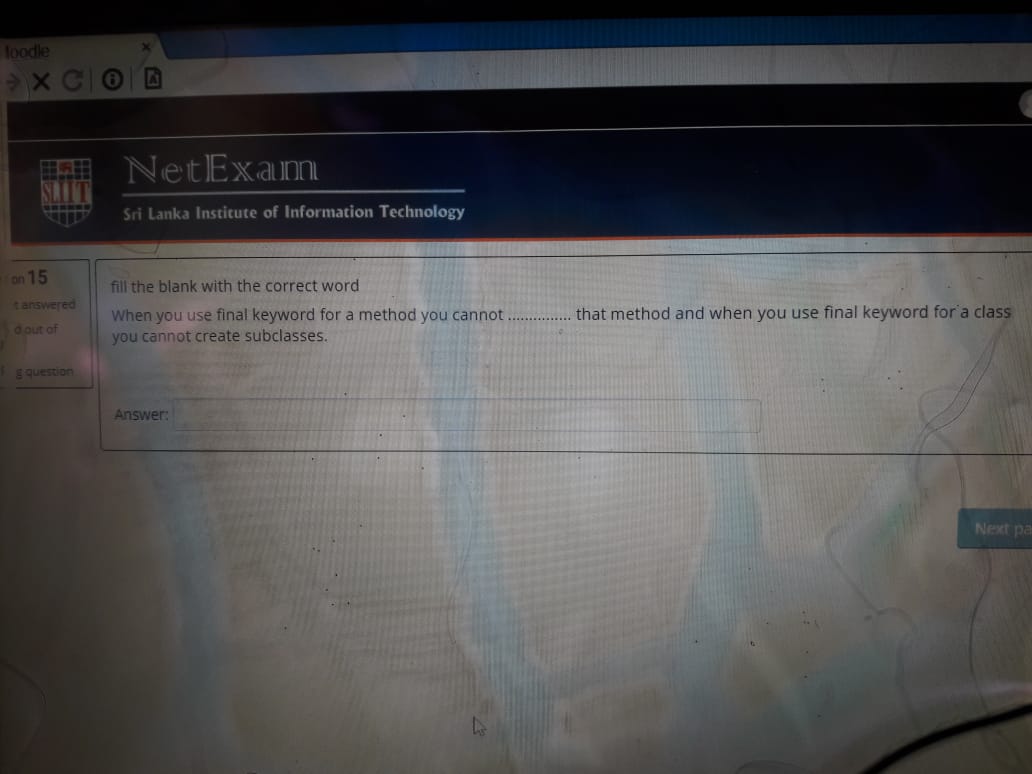 loodle
NetExam
SLIIT
Sri Lanka Institute of Information Technology
on 15
answered
d out of
g question
fill the blank with the correct word
When you use final keyword for a method you cannot ............... that method and when you use final keyword for a class
you cannot create subclasses.
Answer:
Next pa